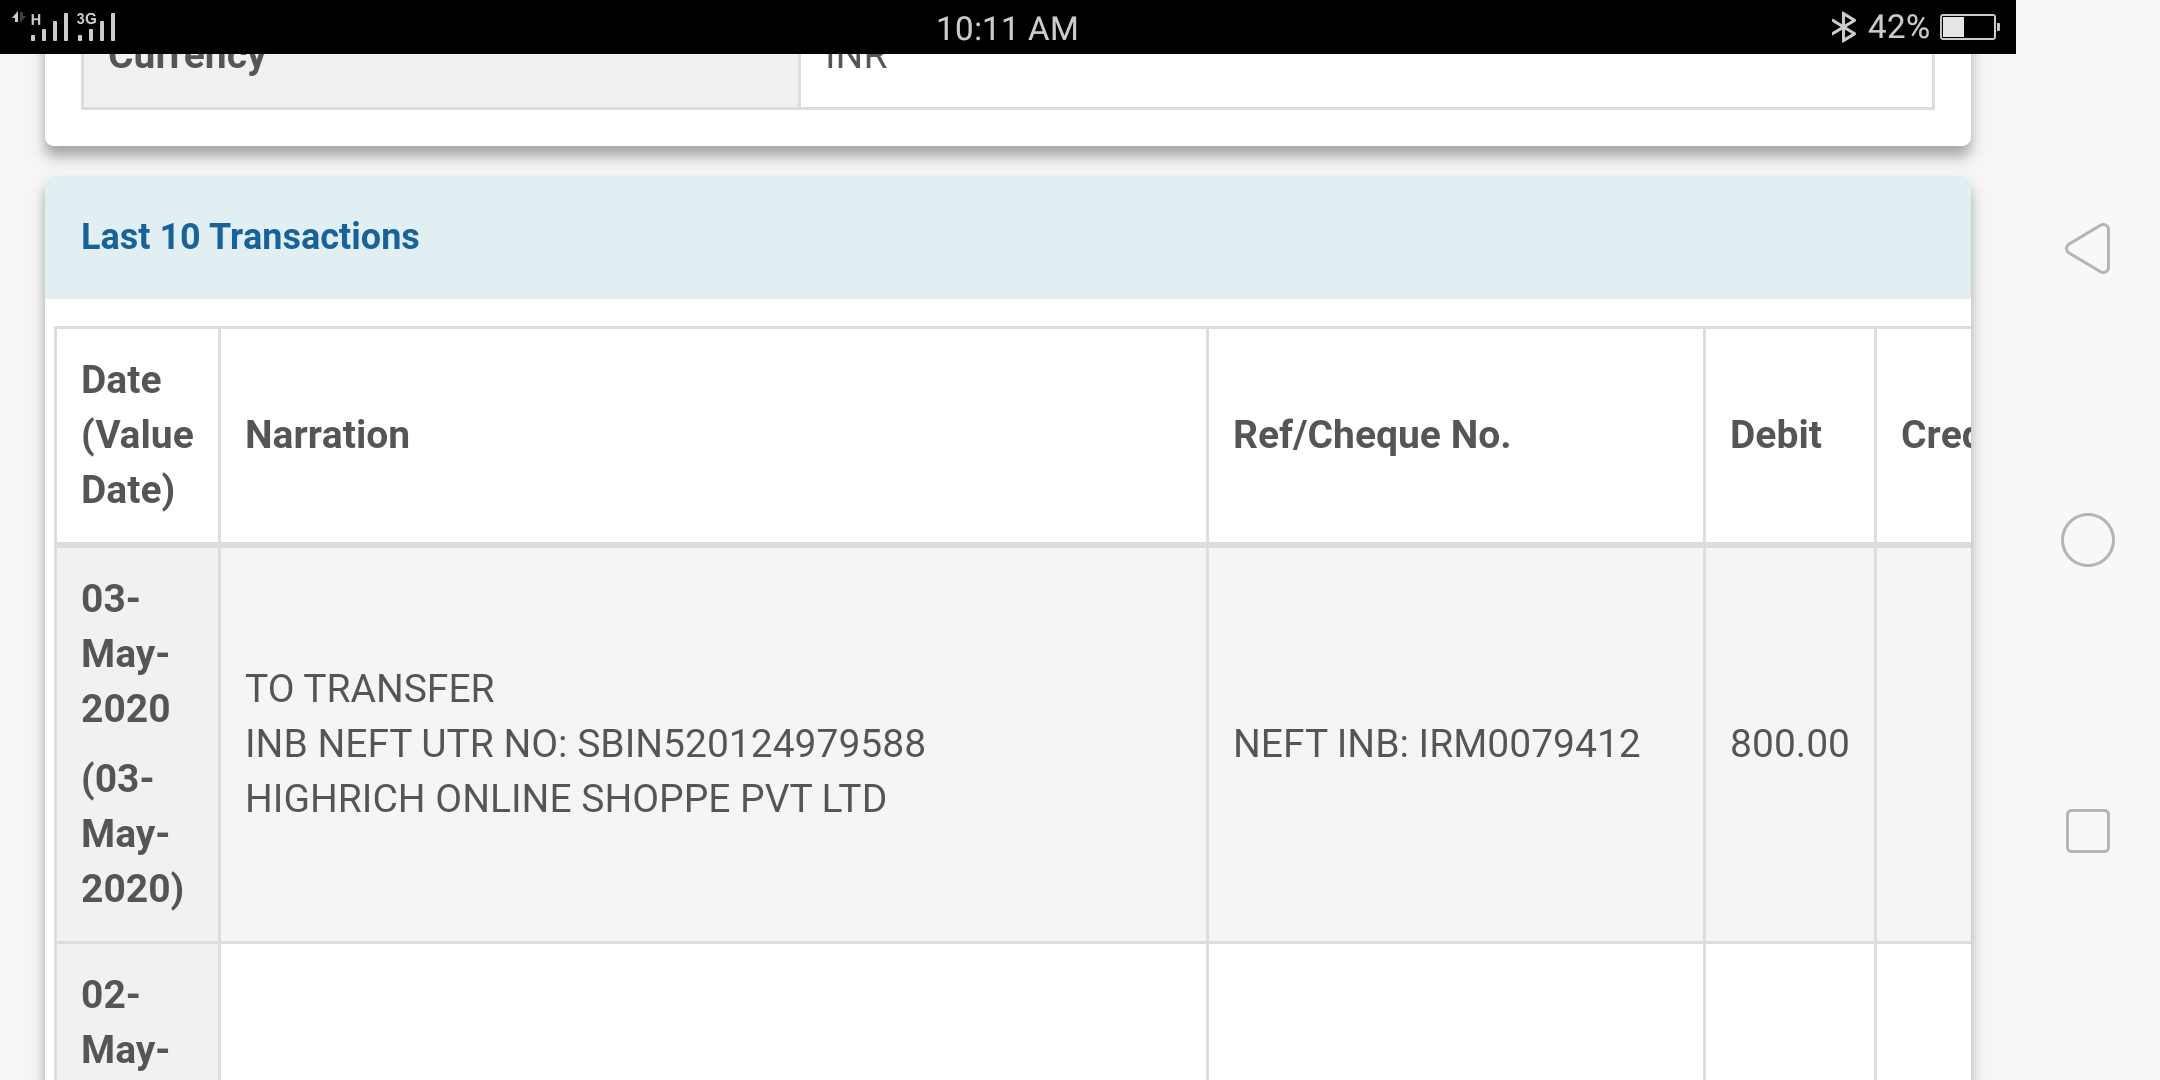 H 3G 10:11 AM 42%
Currency INR
Last 10 Transactions
Date
(Value
Date)
Narration
Ref/Cheque No.
Debit
Cred
03-
May-
2020
(03-
May-
2020)
TO TRANSFER
INB NEFT UTR NO: SBIN520124979588
HIGHRICH ONLINE SHOPPE PVT LTD
NEFT INB: IRM0079412
800.00
02-
May-